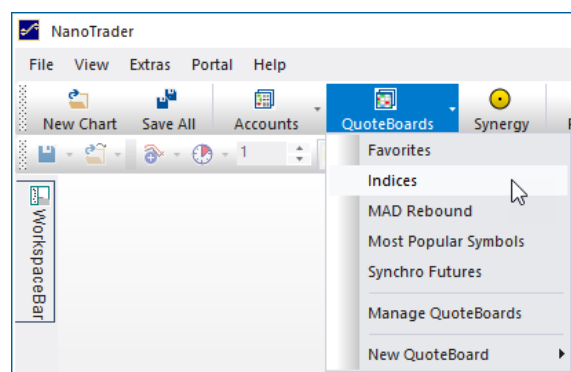 NanoTrader
File View Extras Portal Help
New Chart Save All Accounts QuoteBoards Synergy
1
Favorites
Indices
MAD Rebound
Most Popular Symbols
Synchro Futures
Manage QuoteBoards
New QuoteBoard
WorkspaceBar